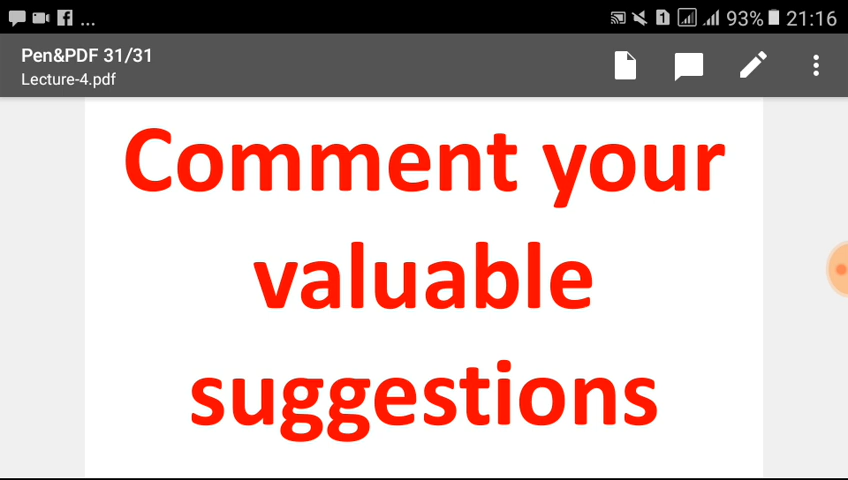 ... 93% 21:16
Pen&PDF 31/31
Lecture-4.pdf
Comment your
valuable
suggestions